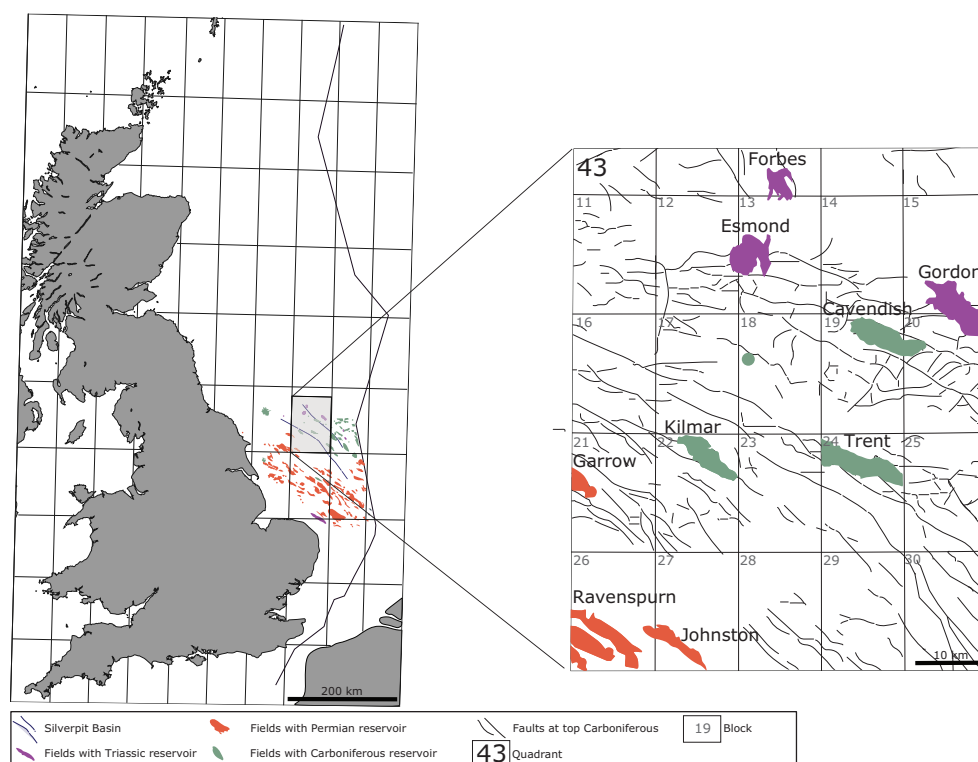 43
Forbes
11 12 13 14 15
Esmond
Gordon
Cavendish
16 17 18 19 20
Kilmar
Trent
21 22 23 24 25
Garrow
26 27 28 29 30
Ravenspurn
Johnston
10 km
200 km
Silverpit Basin
Fields with Permian reservoir
Faults at top Carboniferous
19 Block
Fields with Triassic reservoir
Fields with Carboniferous reservoir
43 Quadrant